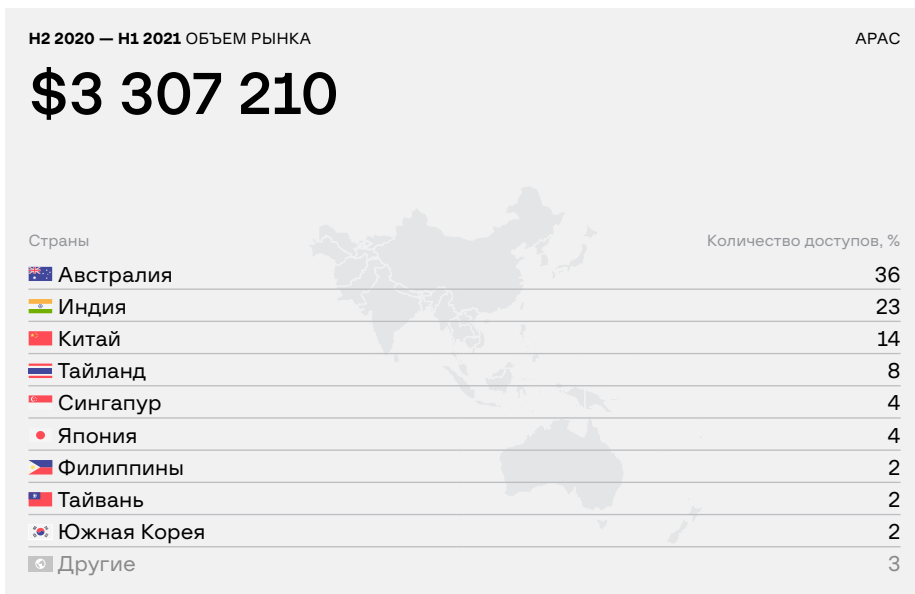 H2 2020 — H1 2021 ОБЪЕМ РЫНКА APAC
$3 307 210
Страны Количество доступов, %
Австралия 36
Индия 23
Китай 14
Тайланд 8
Сингапур 4
Япония 4
Филиппины 2
Тайвань 2
Южная Корея 2
Другие 3